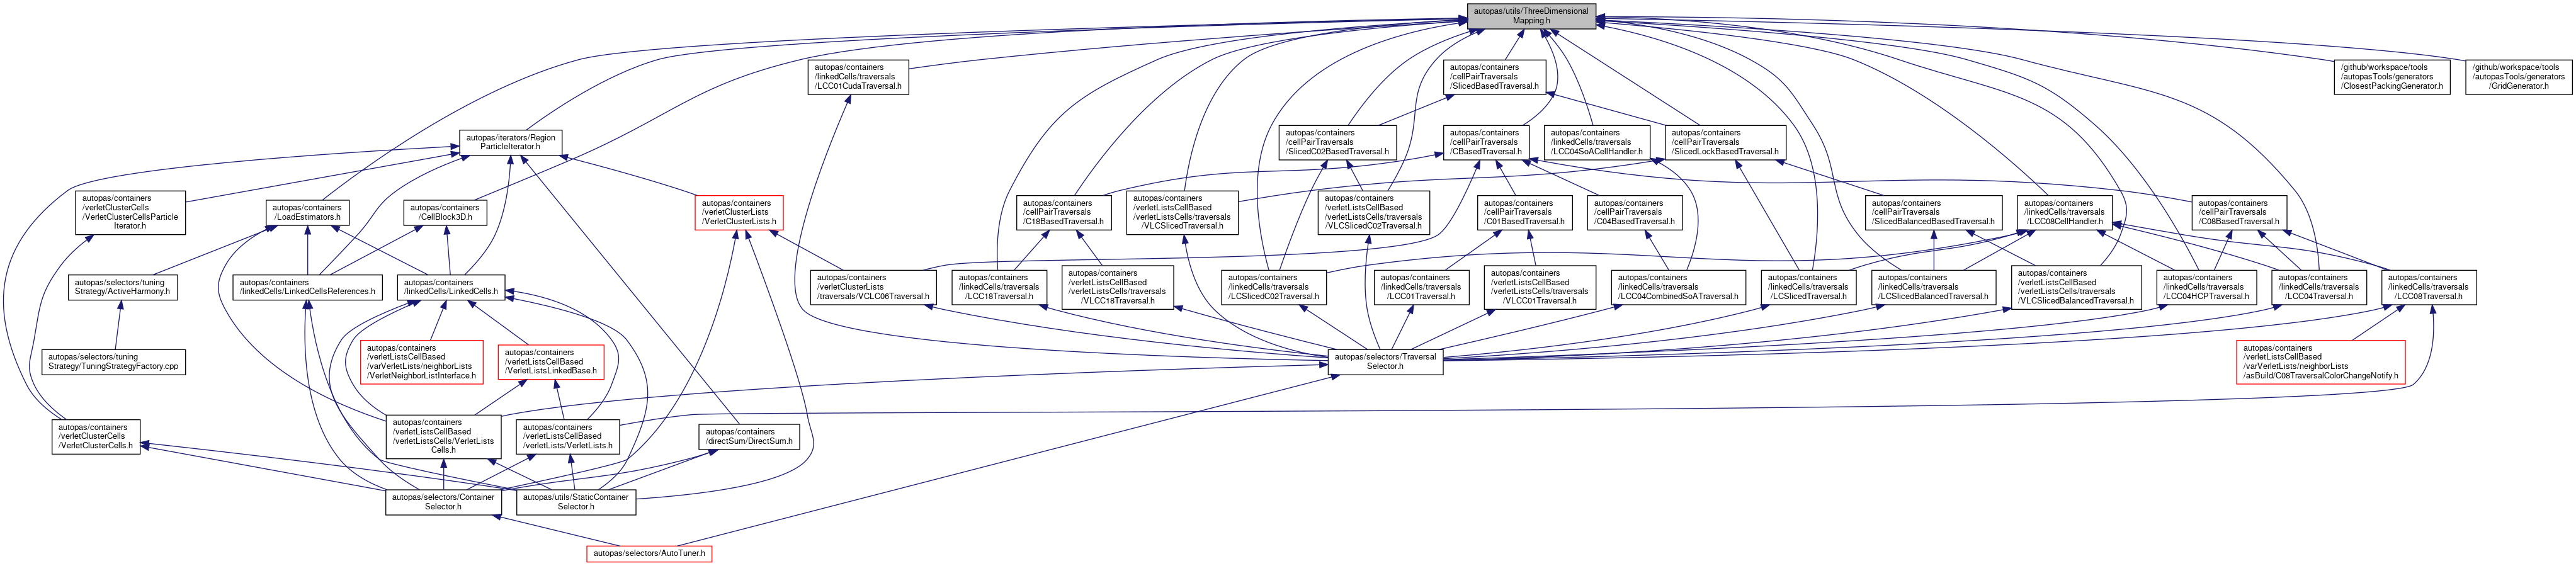 autopas/utils/ThreeDimensional
Mapping.h
autopas/containers
/linkedCells/traversals
/LCC01CudaTraversal.h
autopas/containers
/cellPairTraversals
/SlicedBasedTraversal.h
/github/workspace/tools
/autopasTools/generators
/ClosestPackingGenerator.h
/github/workspace/tools
/autopasTools/generators
/GridGenerator.h
autopas/iterators/Region
ParticleIterator.h
autopas/containers
/cellPairTraversals
/SlicedC02BasedTraversal.h
autopas/containers
/cellPairTraversals
/CBasedTraversal.h
autopas/containers
/linkedCells/traversals
/LCC04SoACellHandler.h
autopas/containers
/cellPairTraversals
/SlicedLockBasedTraversal.h
autopas/containers
/verletClusterCells
/VerletClusterCellsParticle
Iterator.h
autopas/containers
/LoadEstimators.h
autopas/containers
/CellBlock3D.h
autopas/containers
/verletClusterLists
/VerletClusterLists.h
autopas/containers
/cellPairTraversals
/C18BasedTraversal.h
autopas/containers
/verletListsCellBased
/verletListsCells/traversals
/VLCSlicedTraversal.h
autopas/containers
/verletListsCellBased
/verletListsCells/traversals
/VLCSlicedC02Traversal.h
autopas/containers
/cellPairTraversals
/C01BasedTraversal.h
autopas/containers
/cellPairTraversals
/C04BasedTraversal.h
autopas/containers
/cellPairTraversals
/SlicedBalancedBasedTraversal.h
autopas/containers
/linkedCells/traversals
/LCC08CellHandler.h
autopas/containers
/cellPairTraversals
/C08BasedTraversal.h
autopas/selectors/tuning
Strategy/ActiveHarmony.h
autopas/containers
/linkedCells/LinkedCellsReferences.h
autopas/containers
/linkedCells/LinkedCells.h
autopas/containers
/verletClusterLists
/traversals/VCLC06Traversal.h
autopas/containers
/linkedCells/traversals
/LCC18Traversal.h
autopas/containers
/verletListsCellBased
/verletListsCells/traversals
/VLCC18Traversal.h
autopas/containers
/linkedCells/traversals
/LCSlicedC02Traversal.h
autopas/containers
/linkedCells/traversals
/LCC01Traversal.h
autopas/containers
/verletListsCellBased
/verletListsCells/traversals
/VLCC01Traversal.h
autopas/containers
/linkedCells/traversals
/LCC04CombinedSoATraversal.h
autopas/containers
/linkedCells/traversals
/LCSlicedTraversal.h
autopas/containers
/linkedCells/traversals
/LCSlicedBalancedTraversal.h
autopas/containers
/verletListsCellBased
/verletListsCells/traversals
/VLCSlicedBalancedTraversal.h
autopas/containers
/linkedCells/traversals
/LCC04HCPTraversal.h
autopas/containers
/linkedCells/traversals
/LCC04Traversal.h
autopas/containers
/linkedCells/traversals
/LCC08Traversal.h
autopas/selectors/tuning
Strategy/TuningStrategyFactory.cpp
autopas/containers
/verletListsCellBased
/varVerletLists/neighborLists
/VerletNeighborListInterface.h
autopas/containers
/verletListsCellBased
/VerletListsLinkedBase.h
autopas/selectors/Traversal
Selector.h
autopas/containers
/verletListsCellBased
/varVerletLists/neighborLists
/asBuild/C08TraversalColorChangeNotify.h
autopas/containers
/verletClusterCells
/VerletClusterCells.h
autopas/containers
/verletListsCellBased
/verletListsCells/VerletLists
Cells.h
autopas/containers
/verletListsCellBased
/verletLists/VerletLists.h
autopas/containers
/directSum/DirectSum.h
autopas/selectors/Container
Selector.h
autopas/utils/StaticContainer
Selector.h
autopas/selectors/AutoTuner.h